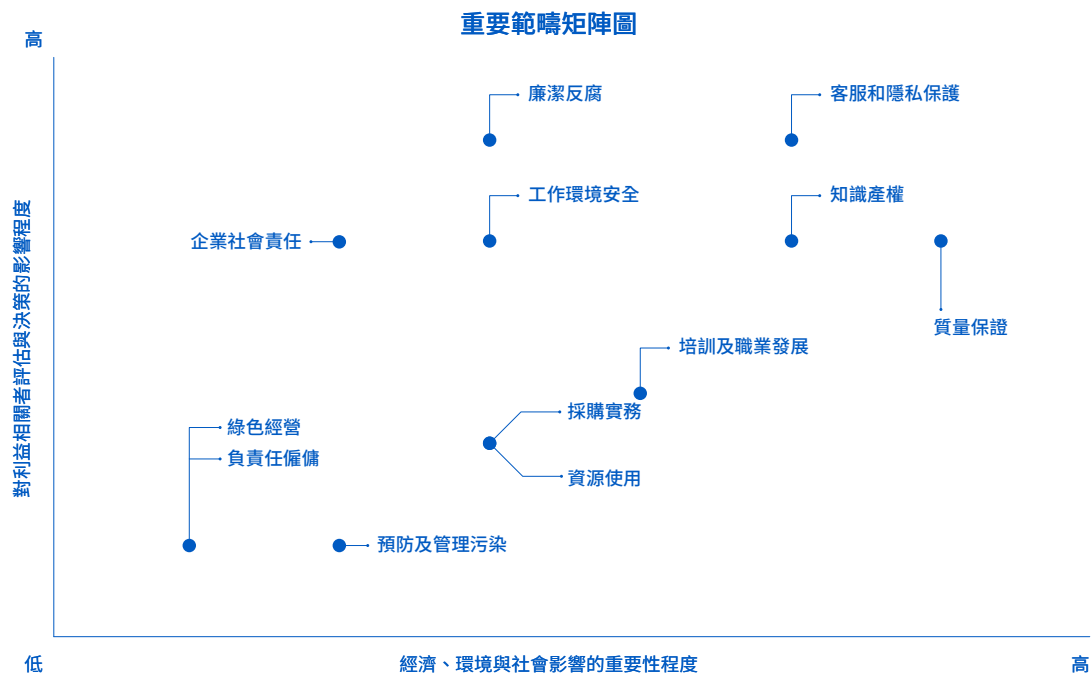 重要範疇矩陣圖
高
廉潔反腐
客服和隱私保護
工作環境安全
知識產權
企業社會責任
質量保證
對利益相關者評估與決策的影響程度
培訓及職業發展
採購實務
綠色經營
負責任僱傭
資源使用
預防及管理污染
低
經濟、環境與社會影響的重要性程度
高